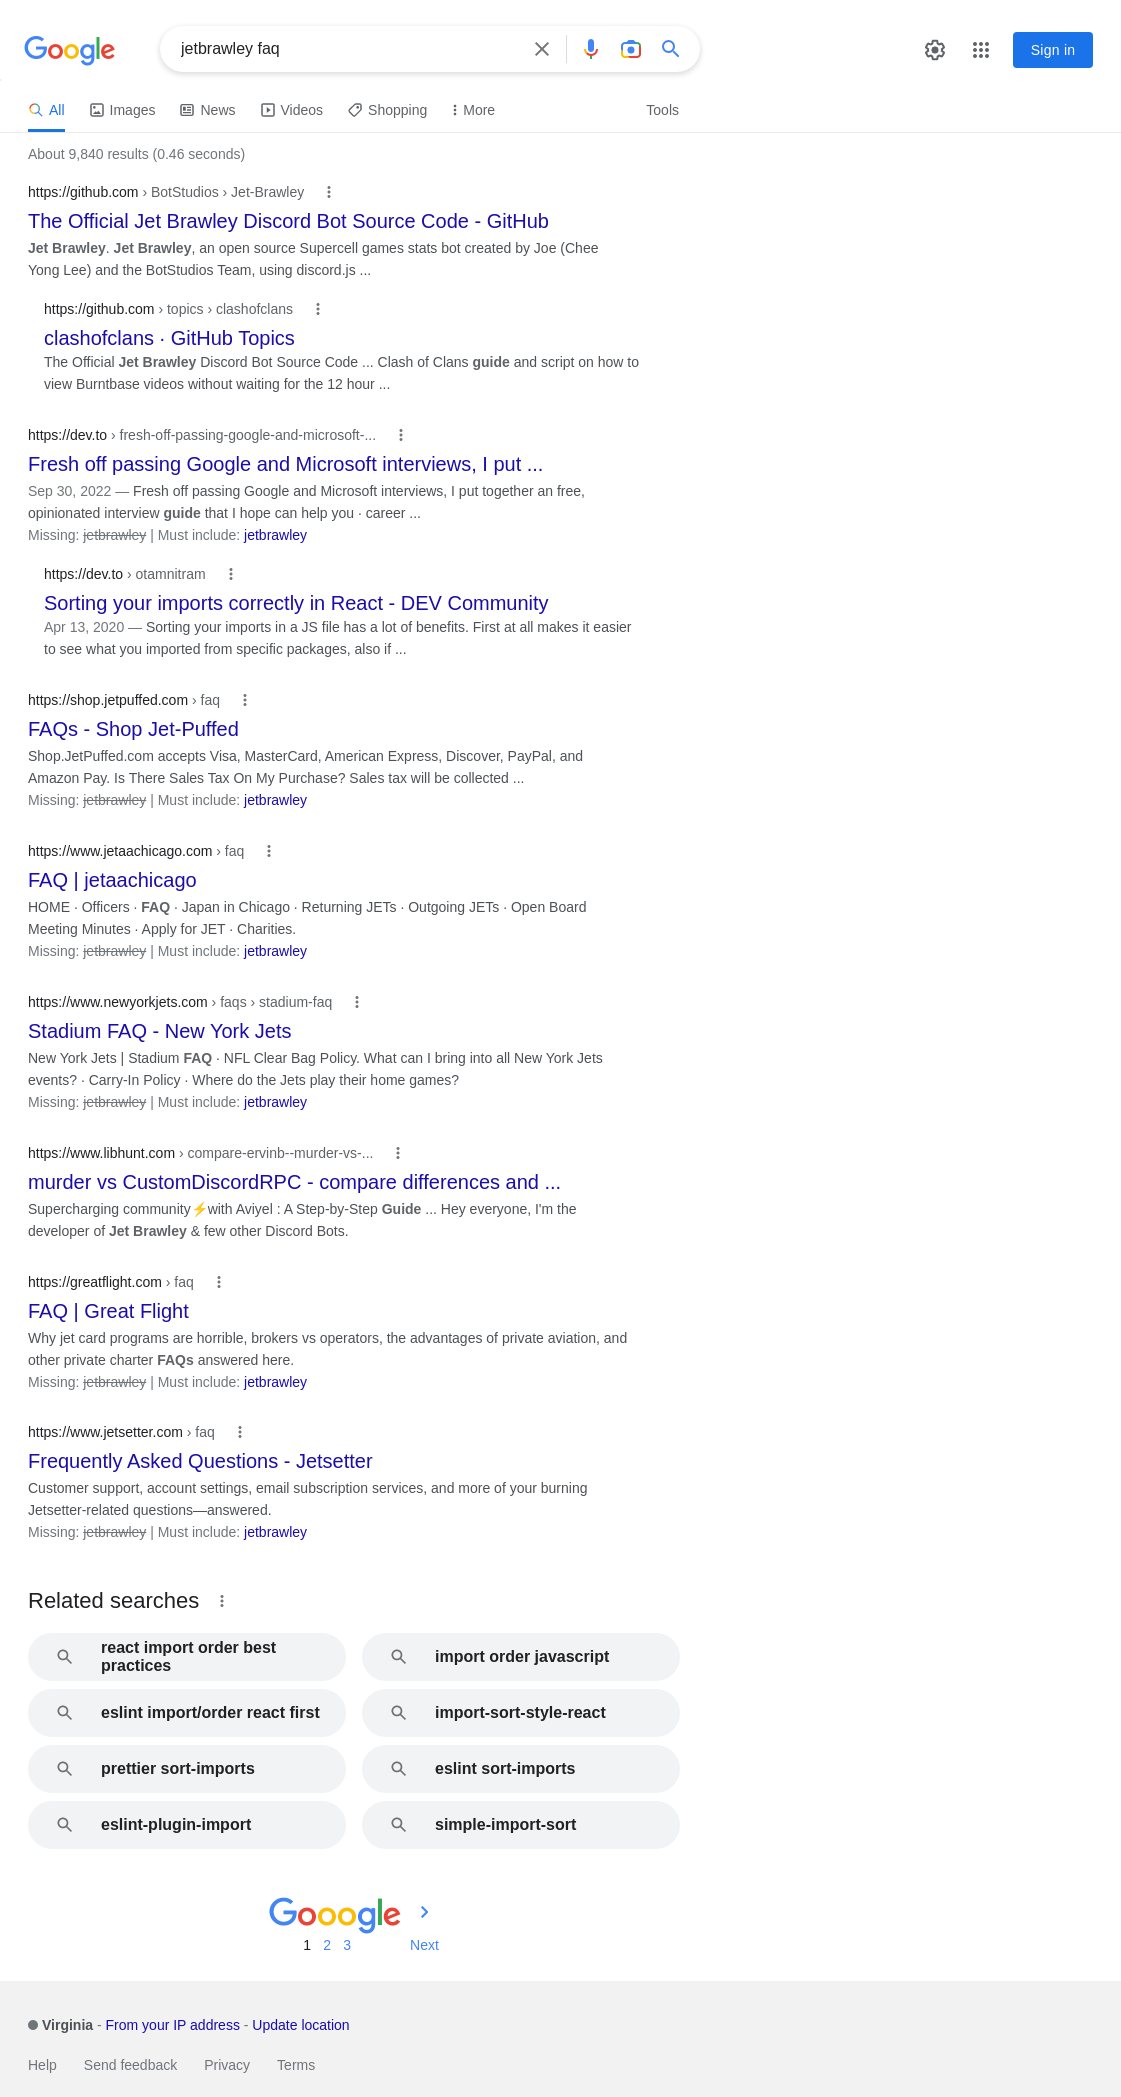 Google
jetbrawley faq
Sign in
All
Images
News
Videos
Shopping
More
Tools
About 9,840 results (0.46 seconds)
https://github.com › BotStudios › Jet-Brawley
The Official Jet Brawley Discord Bot Source Code - GitHub
Jet Brawley. Jet Brawley, an open source Supercell games stats bot created by Joe (Chee
Yong Lee) and the BotStudios Team, using discord.js ...
https://github.com › topics › clashofclans
clashofclans · GitHub Topics
The Official Jet Brawley Discord Bot Source Code ... Clash of Clans guide and script on how to
view Burntbase videos without waiting for the 12 hour ...
https://dev.to › fresh-off-passing-google-and-microsoft-...
Fresh off passing Google and Microsoft interviews, I put ...
Sep 30, 2022 — Fresh off passing Google and Microsoft interviews, I put together an free,
opinionated interview guide that I hope can help you · career ...
Missing: jetbrawley | Must include: jetbrawley
https://dev.to › otamnitram
Sorting your imports correctly in React - DEV Community
Apr 13, 2020 — Sorting your imports in a JS file has a lot of benefits. First at all makes it easier
to see what you imported from specific packages, also if ...
https://shop.jetpuffed.com › faq
FAQs - Shop Jet-Puffed
Shop.JetPuffed.com accepts Visa, MasterCard, American Express, Discover, PayPal, and
Amazon Pay. Is There Sales Tax On My Purchase? Sales tax will be collected ...
Missing: jetbrawley | Must include: jetbrawley
https://www.jetaachicago.com › faq
FAQ | jetaachicago
HOME · Officers · FAQ · Japan in Chicago · Returning JETs · Outgoing JETs · Open Board
Meeting Minutes · Apply for JET · Charities.
Missing: jetbrawley | Must include: jetbrawley
https://www.newyorkjets.com › faqs › stadium-faq
Stadium FAQ - New York Jets
New York Jets | Stadium FAQ · NFL Clear Bag Policy. What can I bring into all New York Jets
events? · Carry-In Policy · Where do the Jets play their home games?
Missing: jetbrawley | Must include: jetbrawley
https://www.libhunt.com › compare-ervinb--murder-vs-...
murder vs CustomDiscordRPC - compare differences and ...
Supercharging community⚡with Aviyel : A Step-by-Step Guide ... Hey everyone, I'm the
developer of Jet Brawley & few other Discord Bots.
https://greatflight.com › faq
FAQ | Great Flight
Why jet card programs are horrible, brokers vs operators, the advantages of private aviation, and
other private charter FAQs answered here.
Missing: jetbrawley | Must include: jetbrawley
https://www.jetsetter.com › faq
Frequently Asked Questions - Jetsetter
Customer support, account settings, email subscription services, and more of your burning
Jetsetter-related questions—answered.
Missing: jetbrawley | Must include: jetbrawley
Related searches
react import order best
practices
import order javascript
eslint import/order react first
import-sort-style-react
prettier sort-imports
eslint sort-imports
eslint-plugin-import
simple-import-sort
Gooogle
1 2 3 Next
Virginia - From your IP address - Update location
Help Send feedback Privacy Terms